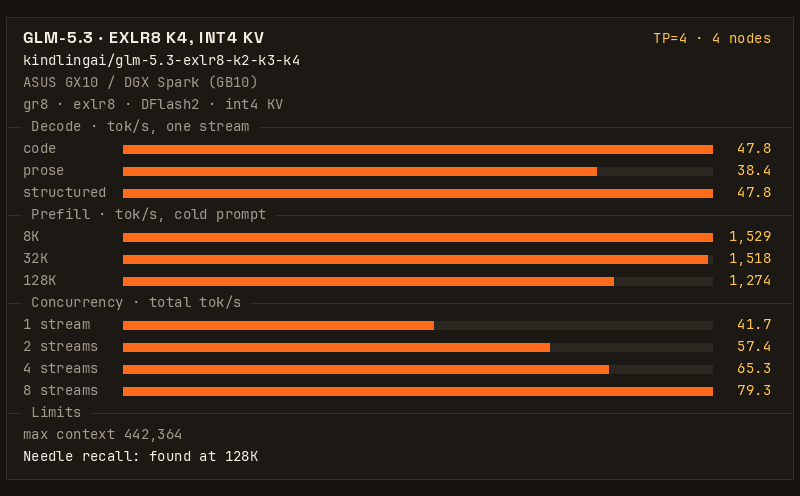 GLM-5.3 · EXLR8 K4, INT4 KV TP=4 · 4 nodes
kindlingai/glm-5.3-exlr8-k2-k3-k4
ASUS GX10 / DGX Spark (GB10)
gr8 · exlr8 · DFlash2 · int4 KV
Decode · tok/s, one stream
code 47.8
prose 38.4
structured 47.8
Prefill · tok/s, cold prompt
8K 1,529
32K 1,518
128K 1,274
Concurrency · total tok/s
1 stream 41.7
2 streams 57.4
4 streams 65.3
8 streams 79.3
Limits
max context 442,364
Needle recall: found at 128K